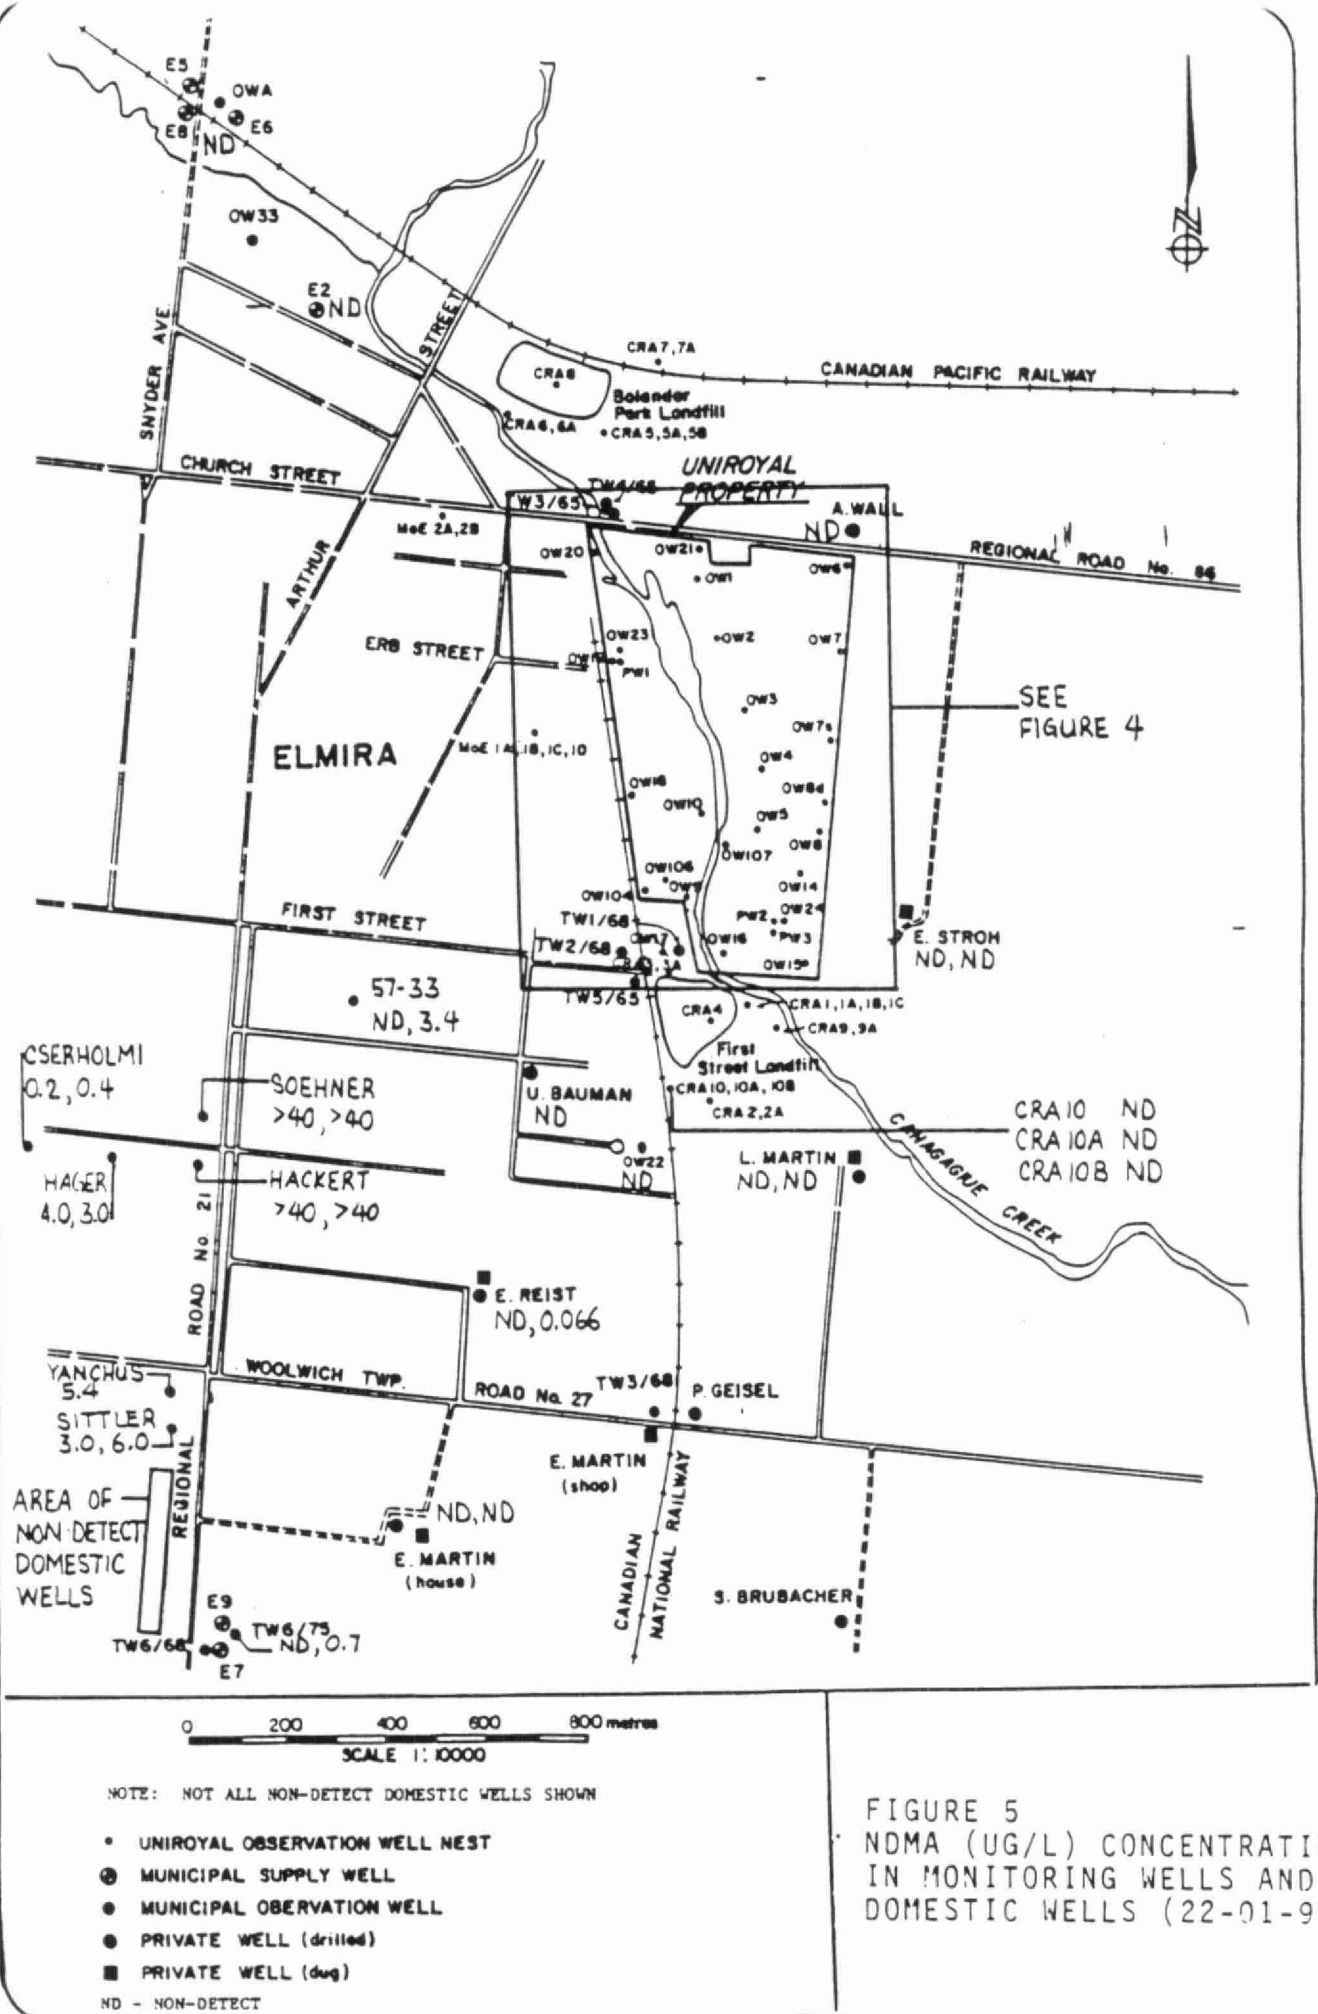 E5
OWA
E8
E6
ND
OW33
E2
ND
STREET
SNYDER AVE.
CRA7,7A
CANADIAN PACIFIC RAILWAY
CRA8
Bolender
Park Landfill
CRA6,6A
CRA5,5A,5B
CHURCH STREET
UNIROYAL
PROPERTY
TW4/68
W3/65
A. WALL
ND
MoE 2A,2B
REGIONAL ROAD No. 86
ARTHUR
OW20
OW21
OW1
OW6
ERB STREET
OW23
OW2
OW7
PW1
OW3
SEE
FIGURE 4
OW7s
ELMIRA
MoE 1A,1B,1C,1D
OW4
OW18
OW8d
OW10
OW5
OW8
OW107
OW106
OW9
OW14
OW104
FIRST STREET
TW1/68
PW2
OW24
OW17
PW3
TW2/68
OW16
E. STROH
ND, ND
OW15
TW5/65
57-33
ND, 3.4
CRA4
CRA1,1A,1B,1C
CRA9,9A
First
Street Landfill
CSERHOLMI
0.2, 0.4
SOEHNER
>40, >40
U. BAUMAN
ND
CRA10, 10A, 10B
CRA2,2A
CRA10 ND
CRA10A ND
CRA10B ND
CANAGAGIUE
CREEK
HAGER
4.0, 3.0
HACKERT
>40, >40
OW22
ND
L. MARTIN
ND, ND
ROAD No. 21
E. REIST
ND, 0.066
YANCHUS
5.4
WOOLWICH TWP.
ROAD No. 27
TW3/68
P. GEISEL
SITTLER
3.0, 6.0
REGIONAL
E. MARTIN
(shop)
AREA OF
NON DETECT
DOMESTIC
WELLS
ND, ND
E. MARTIN
(house)
CANADIAN
NATIONAL RAILWAY
S. BRUBACHER
E9
TW6/75
ND, 0.7
TW6/68
E7
0 200 400 600 800 metres
SCALE 1:10000
NOTE: NOT ALL NON-DETECT DOMESTIC WELLS SHOWN
UNIROYAL OBSERVATION WELL NEST
MUNICIPAL SUPPLY WELL
MUNICIPAL OBERVATION WELL
PRIVATE WELL (drilled)
PRIVATE WELL (dug)
ND - NON-DETECT
FIGURE 5
NDMA (UG/L) CONCENTRATI
IN MONITORING WELLS AND
DOMESTIC WELLS (22-01-9